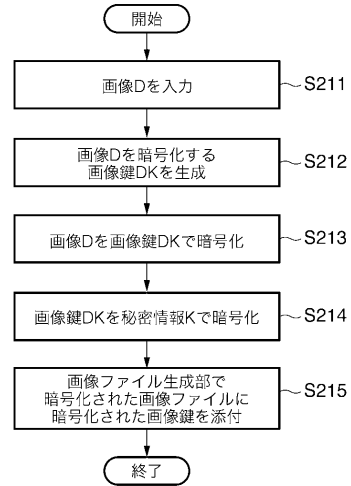 開始
画像Dを入力
S211
画像Dを暗号化する
画像鍵DKを生成
S212
画像Dを画像鍵DKで暗号化
S213
画像鍵DKを秘密情報Kで暗号化
S214
画像ファイル生成部で
暗号化された画像ファイルに
暗号化された画像鍵を添付
S215
終了